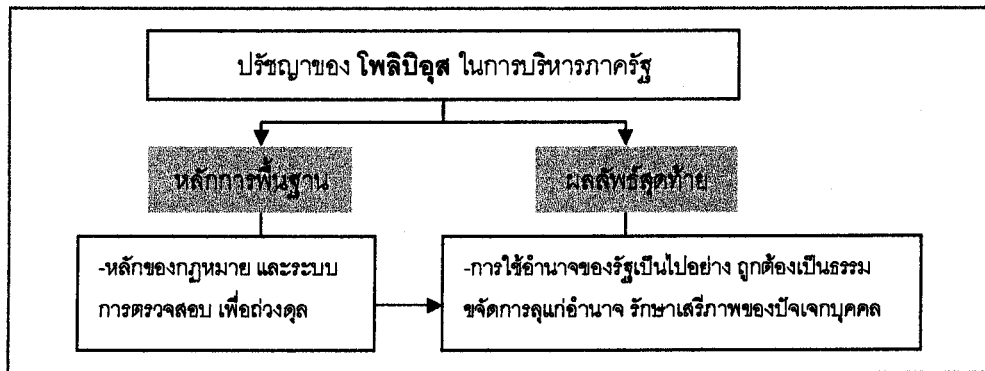 ปรัชญาของ โพลิบิอุส ในการบริหารภาครัฐ
หลักการพื้นฐาน
ผลลัพธ์สุดท้าย
-หลักของกฎหมาย และระบบ
การตรวจสอบ เพื่อถ่วงดุล
-การใช้อำนาจของรัฐเป็นไปอย่าง ถูกต้องเป็นธรรม
ขจัดการลุแก่อำนาจ รักษาเสรีภาพของปัจเจกบุคคล